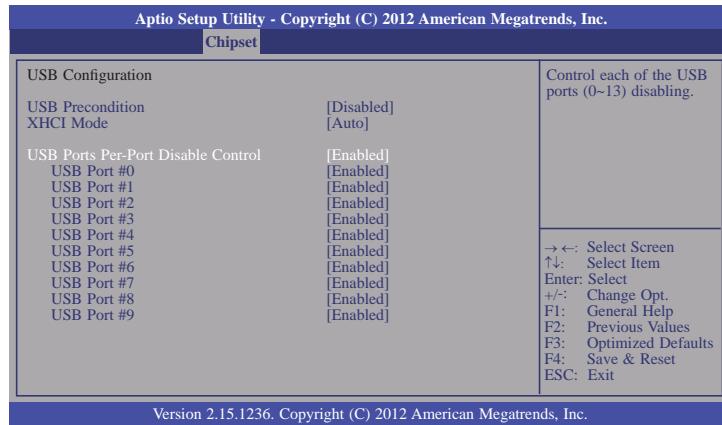 Aptio Setup Utility - Copyright (C) 2012 American Megatrends, Inc.
Chipset
USB Configuration
USB Precondition [Disabled]
XHCI Mode [Auto]
USB Ports Per-Port Disable Control [Enabled]
USB Port #0 [Enabled]
USB Port #1 [Enabled]
USB Port #2 [Enabled]
USB Port #3 [Enabled]
USB Port #4 [Enabled]
USB Port #5 [Enabled]
USB Port #6 [Enabled]
USB Port #7 [Enabled]
USB Port #8 [Enabled]
USB Port #9 [Enabled]
Control each of the USB
ports (0~13) disabling.
→←: Select Screen
↑↓: Select Item
Enter: Select
+/-: Change Opt.
F1: General Help
F2: Previous Values
F3: Optimized Defaults
F4: Save & Reset
ESC: Exit
Version 2.15.1236. Copyright (C) 2012 American Megatrends, Inc.